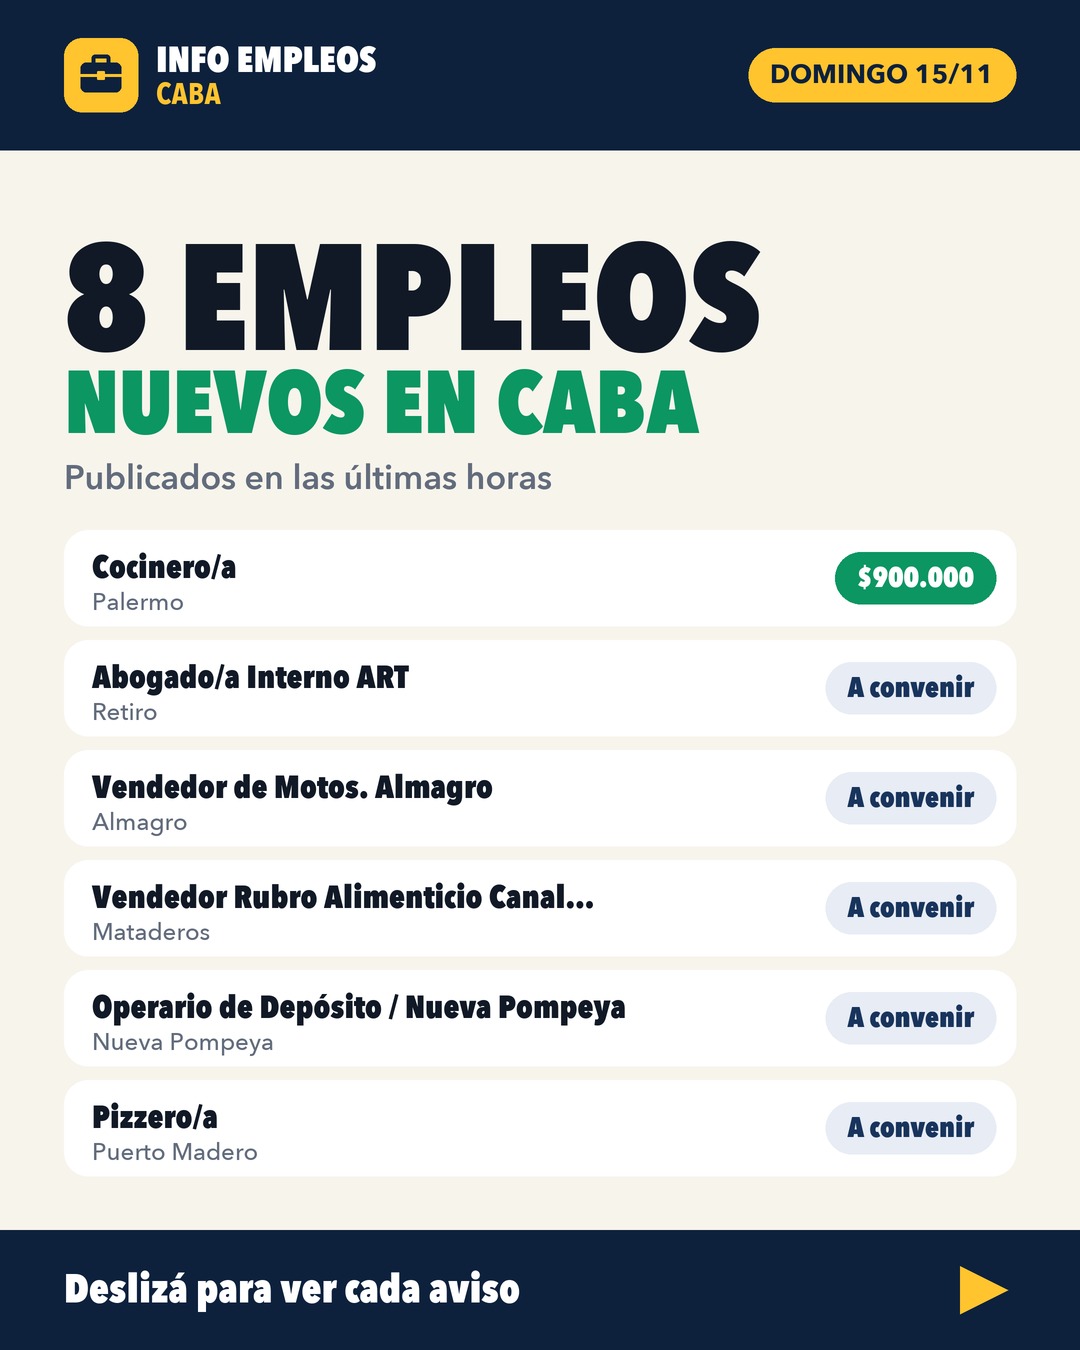 INFO EMPLEOS
CABA
DOMINGO 15/11
8 EMPLEOS
NUEVOS EN CABA
Publicados en las últimas horas
Cocinero/a
Palermo
$900.000
Abogado/a Interno ART
Retiro
A convenir
Vendedor de Motos. Almagro
Almagro
A convenir
Vendedor Rubro Alimenticio Canal...
Mataderos
A convenir
Operario de Depósito / Nueva Pompeya
Nueva Pompeya
A convenir
Pizzero/a
Puerto Madero
A convenir
Deslizá para ver cada aviso